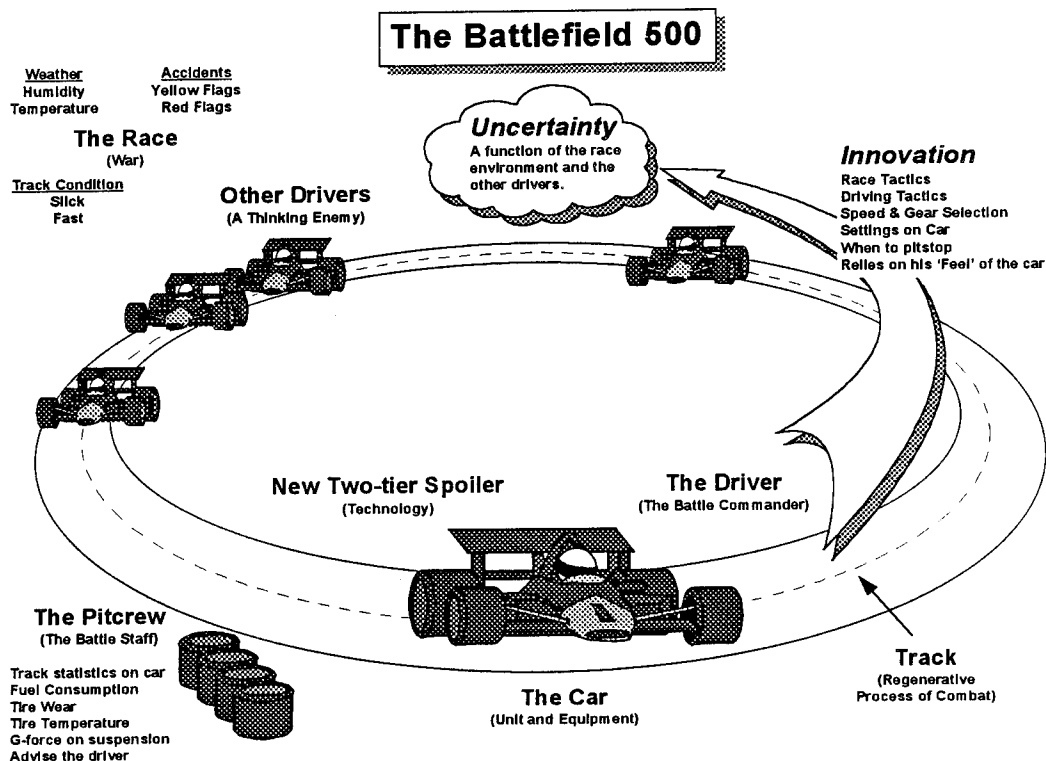 The Battlefield 500
Weather
Humidity
Temperature
Accidents
Yellow Flags
Red Flags
The Race
(War)
Track Condition
Slick
Fast
Other Drivers
(A Thinking Enemy)
Uncertainty
A function of the race
environment and the
other drivers.
Innovation
Race Tactics
Driving Tactics
Speed & Gear Selection
Settings on Car
When to pitstop
Relies on his 'Feel' of the car
New Two-tier Spoiler
(Technology)
The Driver
(The Battle Commander)
The Pitcrew
(The Battle Staff)
Track statistics on car
Fuel Consumption
Tire Wear
Tire Temperature
G-force on suspension
Advise the driver
The Car
(Unit and Equipment)
Track
(Regenerative
Process of Combat)